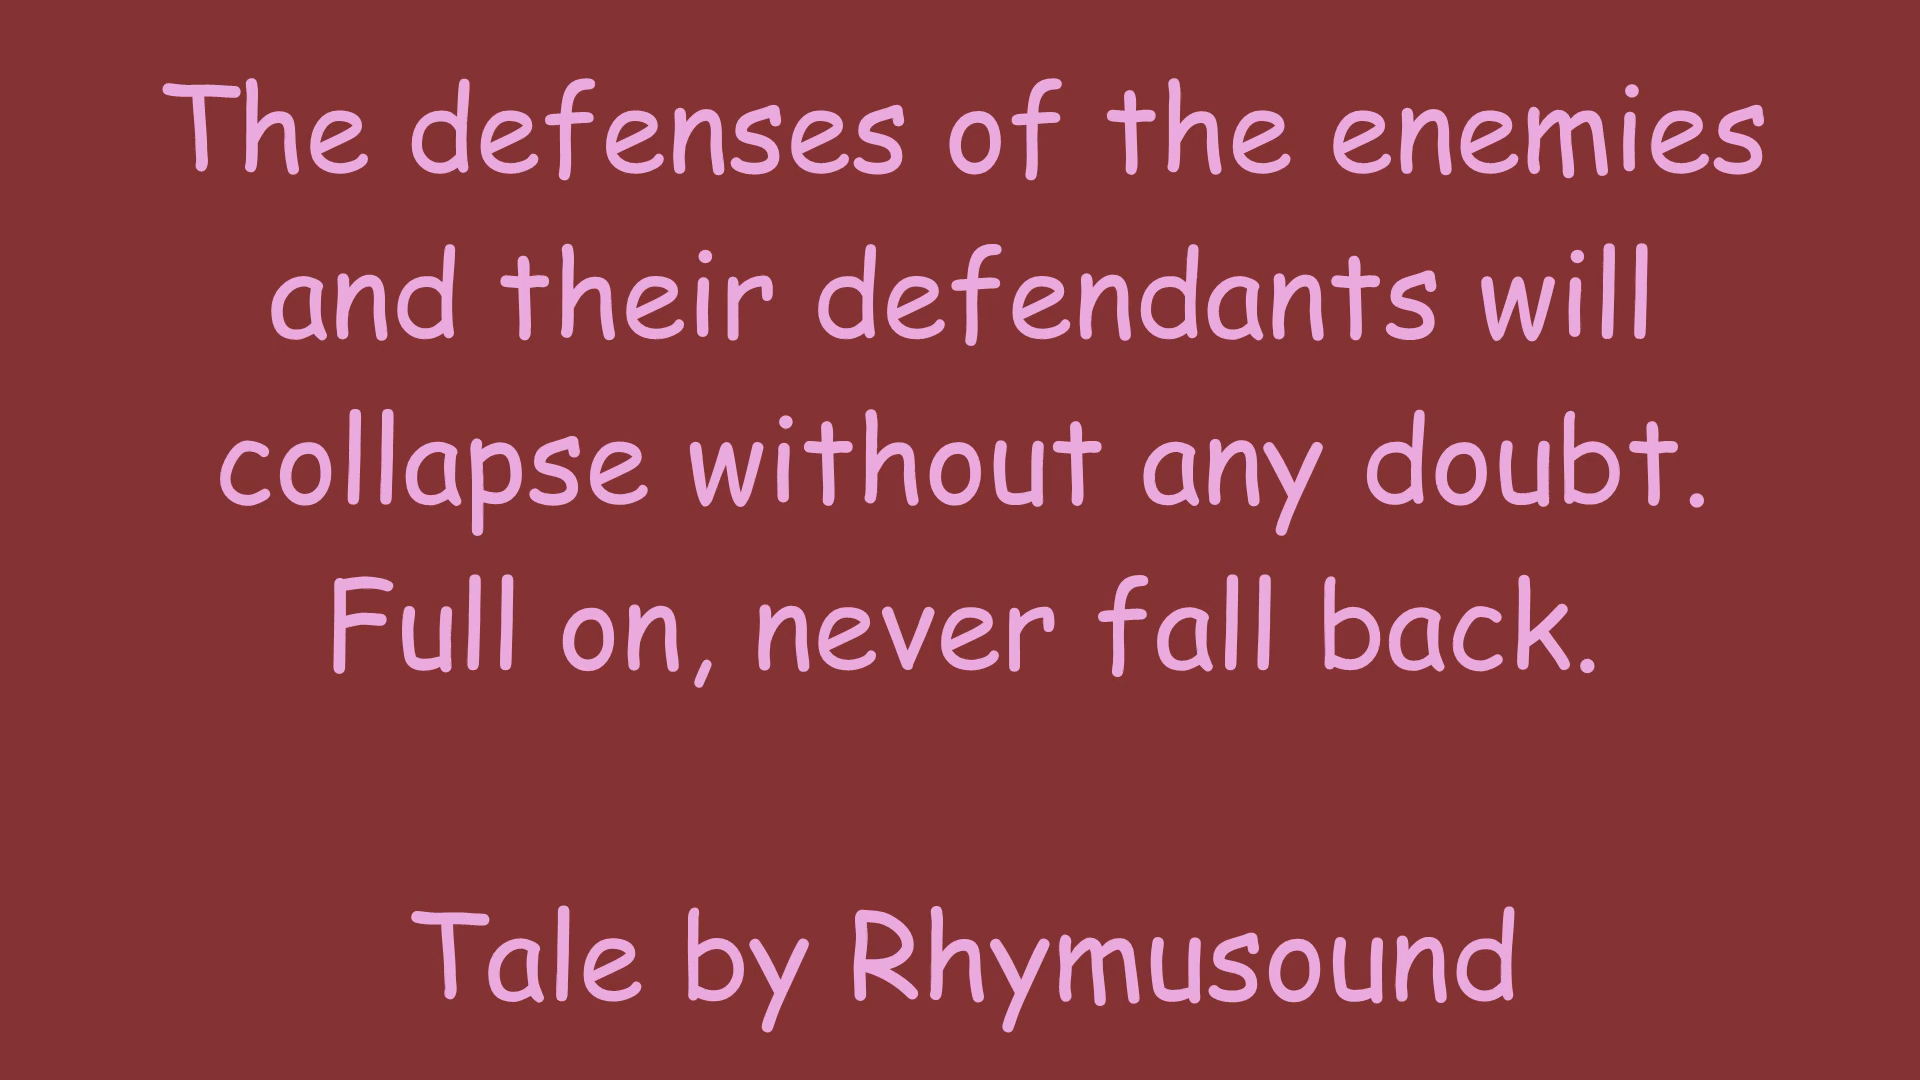 The defenses of the enemies
and their defendants will
collapse without any doubt.
Full on, never fall back.
Tale by Rhymusound